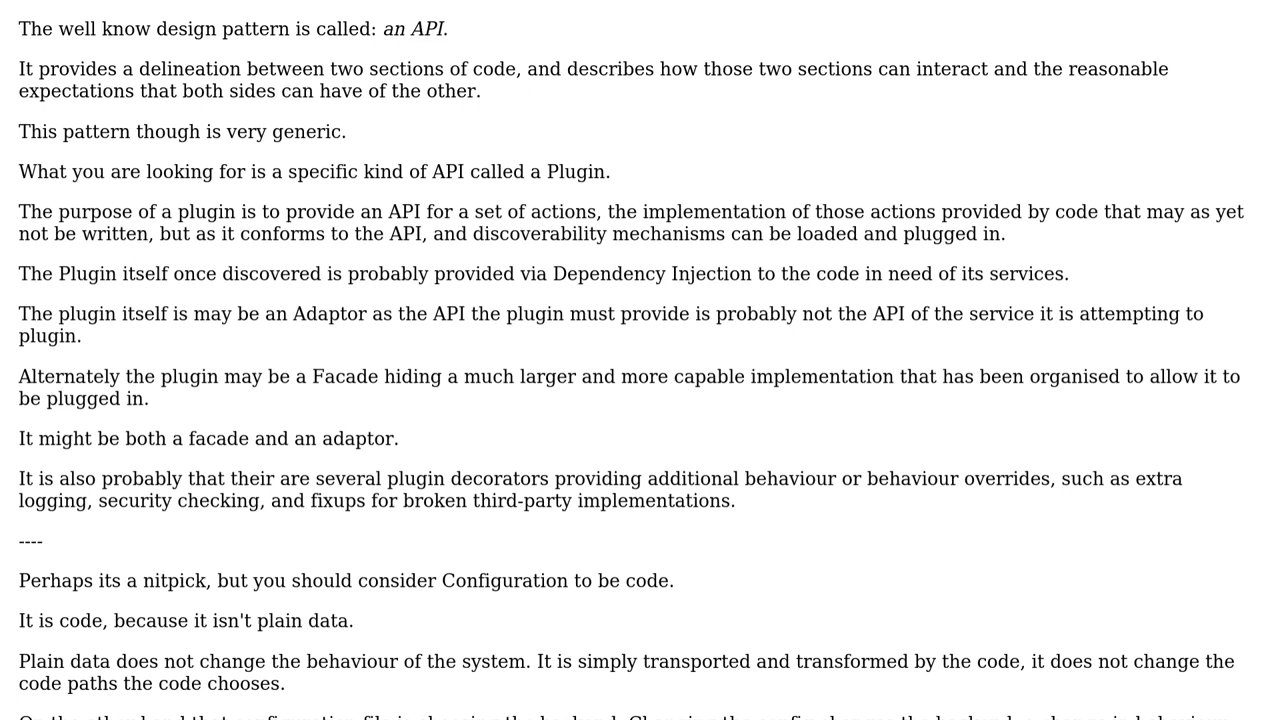 The well know design pattern is called: an API.
It provides a delineation between two sections of code, and describes how those two sections can interact and the reasonable
expectations that both sides can have of the other.
This pattern though is very generic.
What you are looking for is a specific kind of API called a Plugin.
The purpose of a plugin is to provide an API for a set of actions, the implementation of those actions provided by code that may as yet
not be written, but as it conforms to the API, and discoverability mechanisms can be loaded and plugged in.
The Plugin itself once discovered is probably provided via Dependency Injection to the code in need of its services.
The plugin itself is may be an Adaptor as the API the plugin must provide is probably not the API of the service it is attempting to
plugin.
Alternately the plugin may be a Facade hiding a much larger and more capable implementation that has been organised to allow it to
be plugged in.
It might be both a facade and an adaptor.
It is also probably that their are several plugin decorators providing additional behaviour or behaviour overrides, such as extra
logging, security checking, and fixups for broken third-party implementations.
----
Perhaps its a nitpick, but you should consider Configuration to be code.
It is code, because it isn't plain data.
Plain data does not change the behaviour of the system. It is simply transported and transformed by the code, it does not change the
code paths the code chooses.